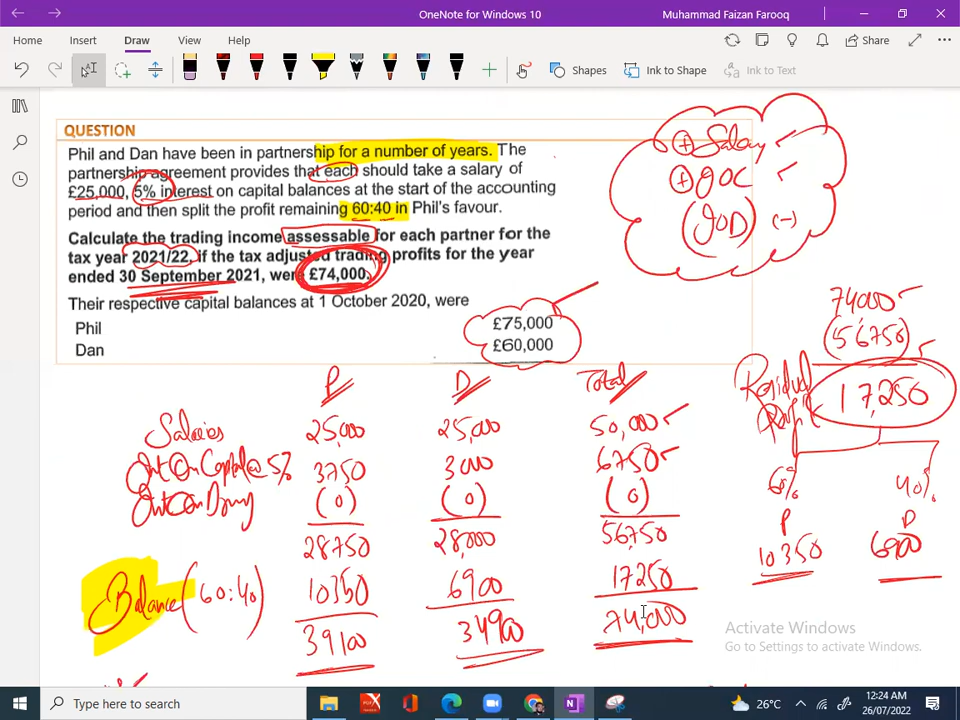 OneNote for Windows 10
Muhammad Faizan Farooq
Home Insert Draw View Help
Share
Shapes
Ink to Shape
Ink to Text
QUESTION
Phil and Dan have been in partnership for a number of years. The
partnership agreement provides that each should take a salary of
£25,000, 5% interest on capital balances at the start of the accounting
period and then split the profit remaining 60:40 in Phil's favour.
Calculate the trading income assessable for each partner for the
tax year 2021/22, if the tax adjusted trading profits for the year
ended 30 September 2021, were £74,000.
Their respective capital balances at 1 October 2020, were
Phil £75,000
Dan £60,000
(+) Salary
(+) IOC
(IOD) (-)
74000
(56750)
Residual
Profit
17,250
60% 40%
P D
10350 6900
P D Total
Salaries 25,000 25,000 50,000
Int On Capital@5% 3750 3000 6750
Int On Drwng (0) (0) (0)
28750 28,000 56,750
Balance (60:40) 10350 6900 17250
39100 34900 74,000
Activate Windows
Go to Settings to activate Windows.
Type here to search
26°C
12:24 AM
26/07/2022